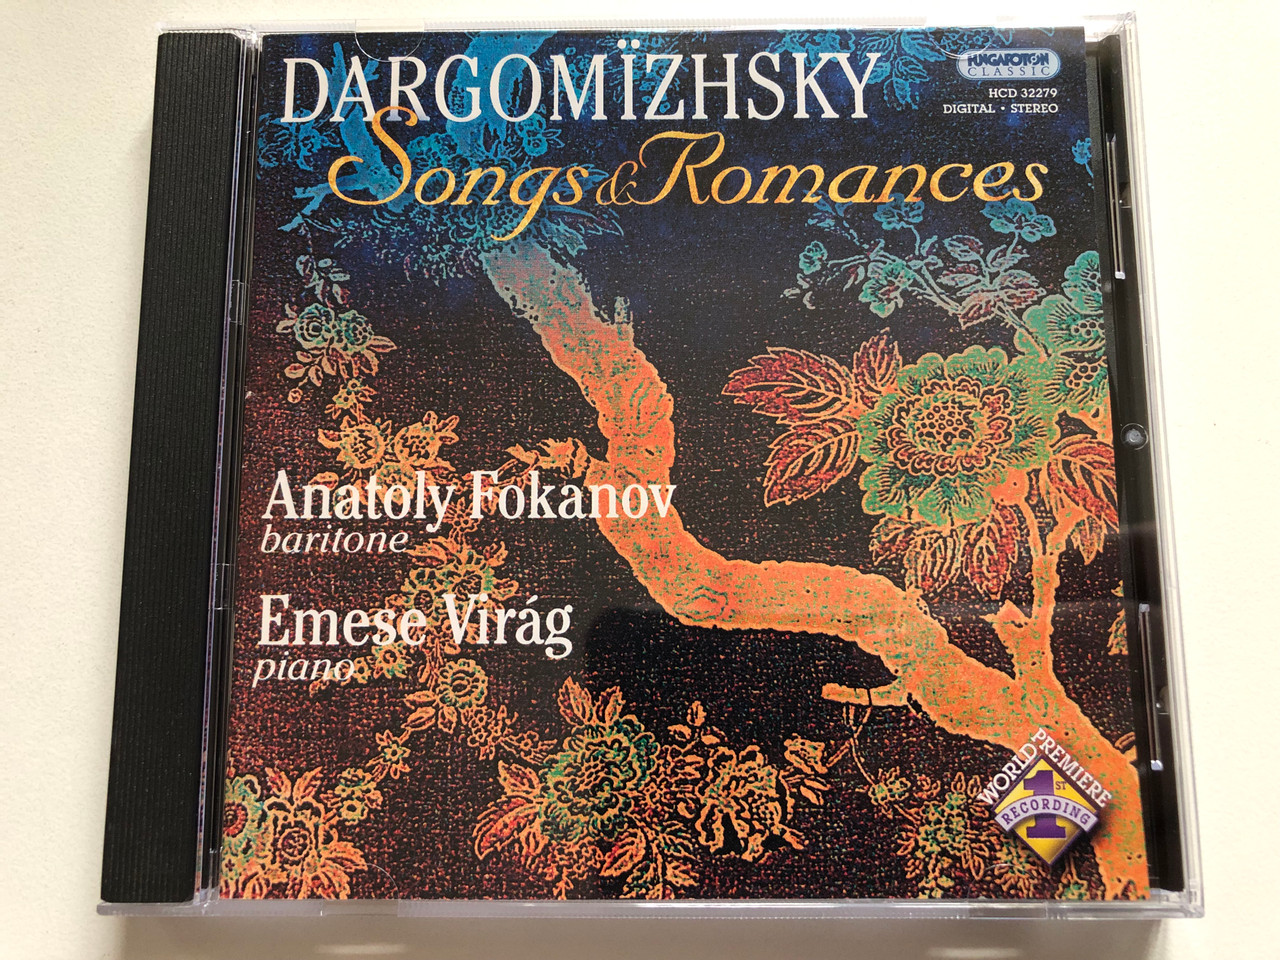 DARGOMÏZHSKY
Songs & Romances
HUNGAROTON
CLASSIC
HCD 32279
DIGITAL · STEREO
Anatoly Fokanov
baritone
Emese Virág
piano
WORLD PREMIERE
1ST
RECORDING